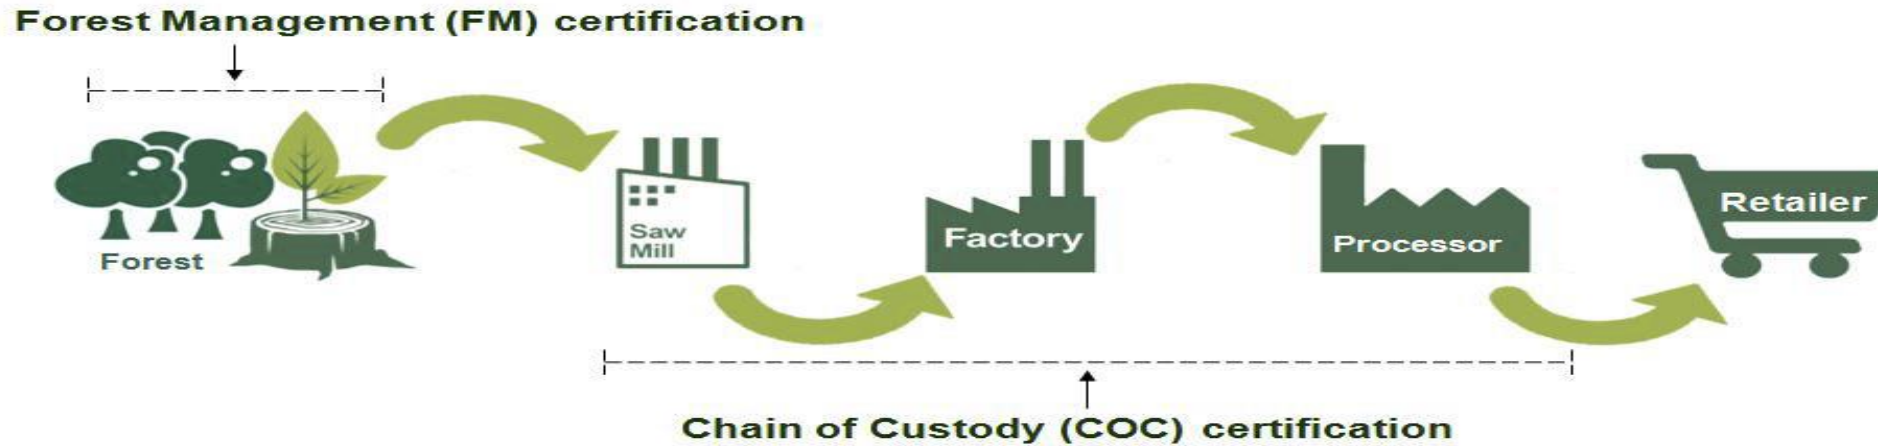 Forest Management (FM) certification
Forest
Saw
Mill
Factory
Processor
Retailer
Chain of Custody (COC) certification